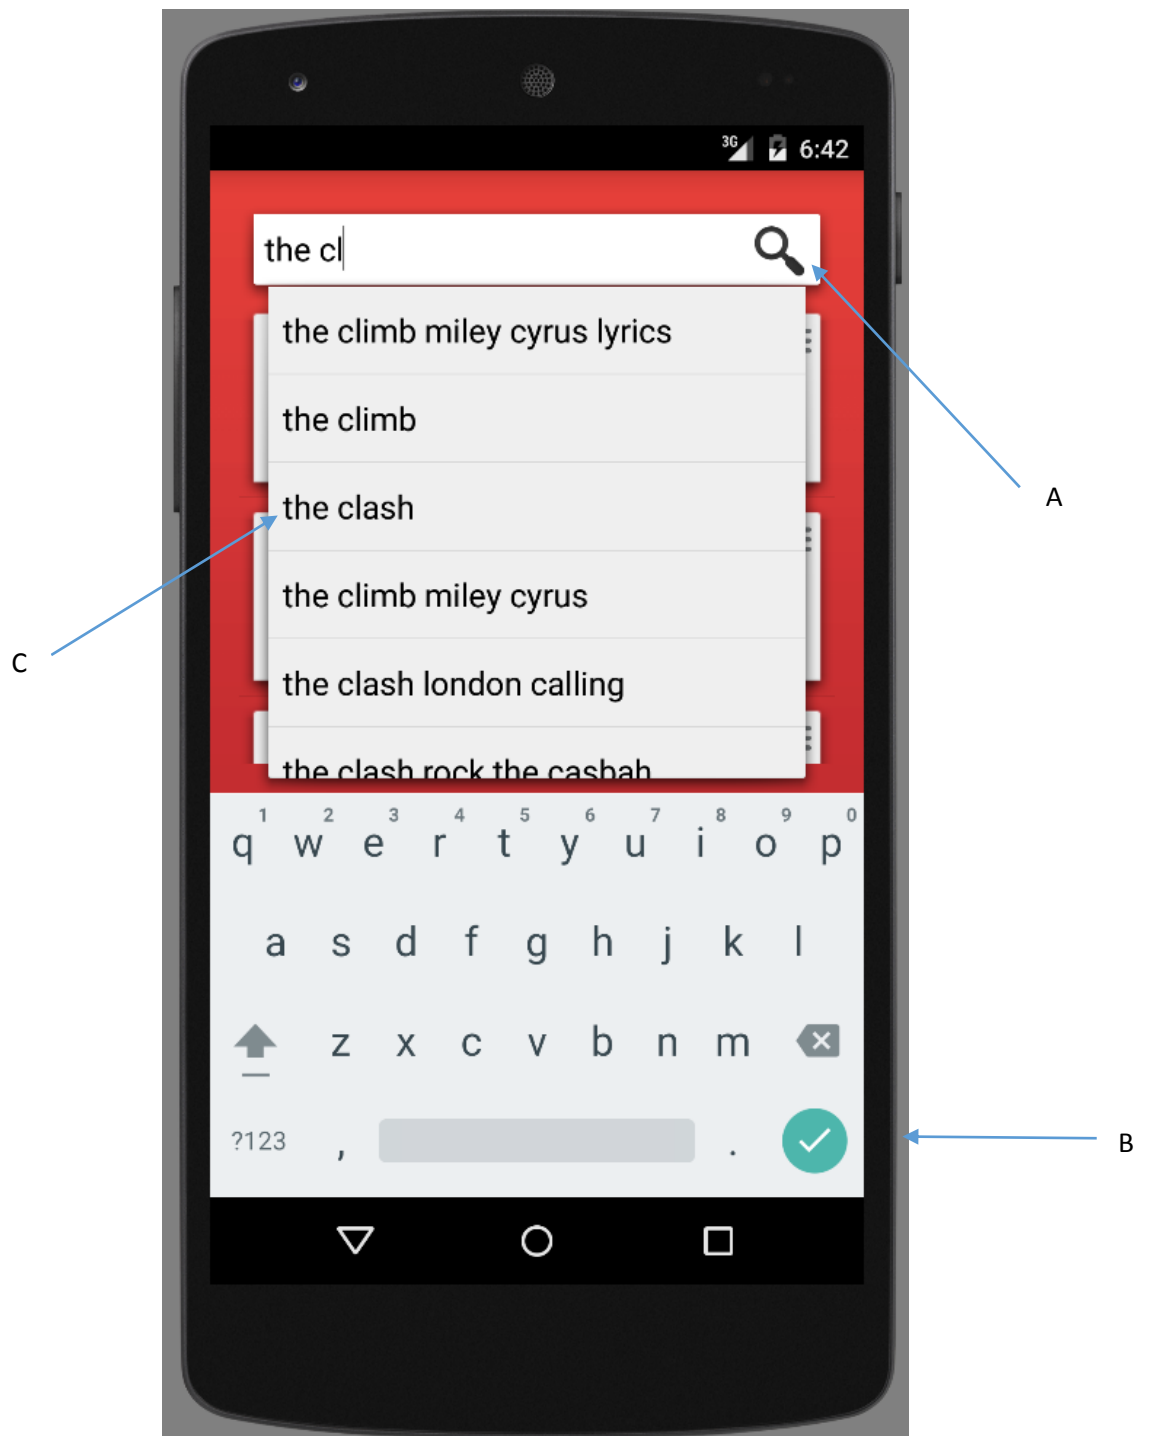 3G 6:42
the cl
A
the climb miley cyrus lyrics
the climb
the clash
the climb miley cyrus
C
the clash london calling
the clash rock the casbah
1 2 3 4 5 6 7 8 9 0
q w e r t y u i o p
a s d f g h j k l
z x c v b n m
?123 , .
B